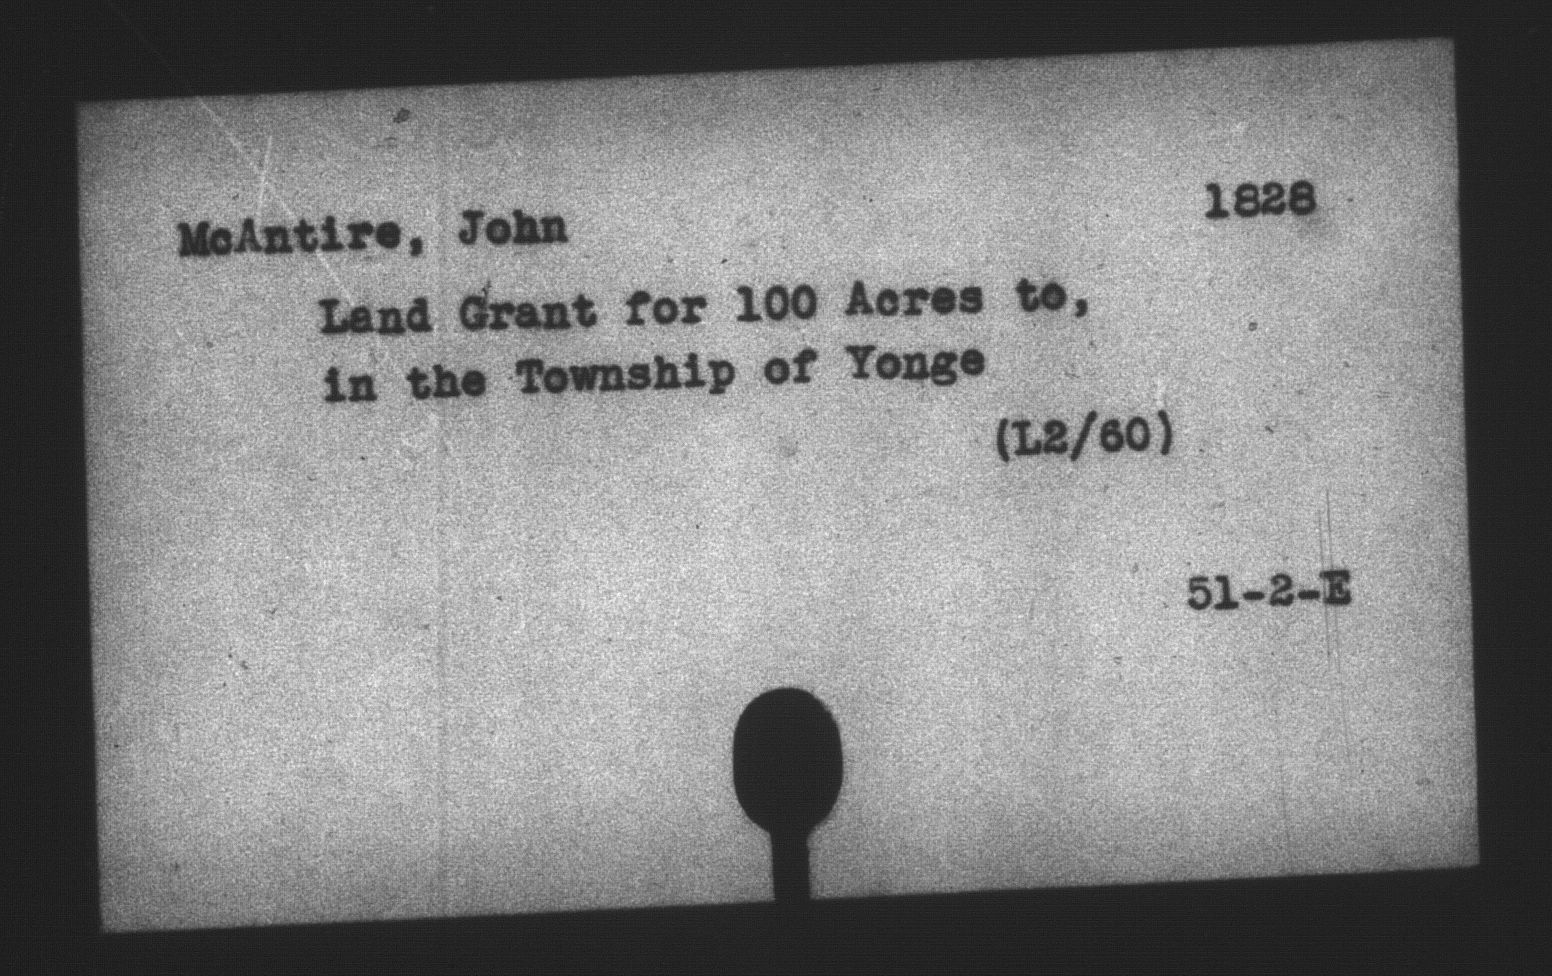 McAntire, John 1828
Land Grant for 100 Acres to,
in the Township of Yonge
(L2/60)
51-2-E